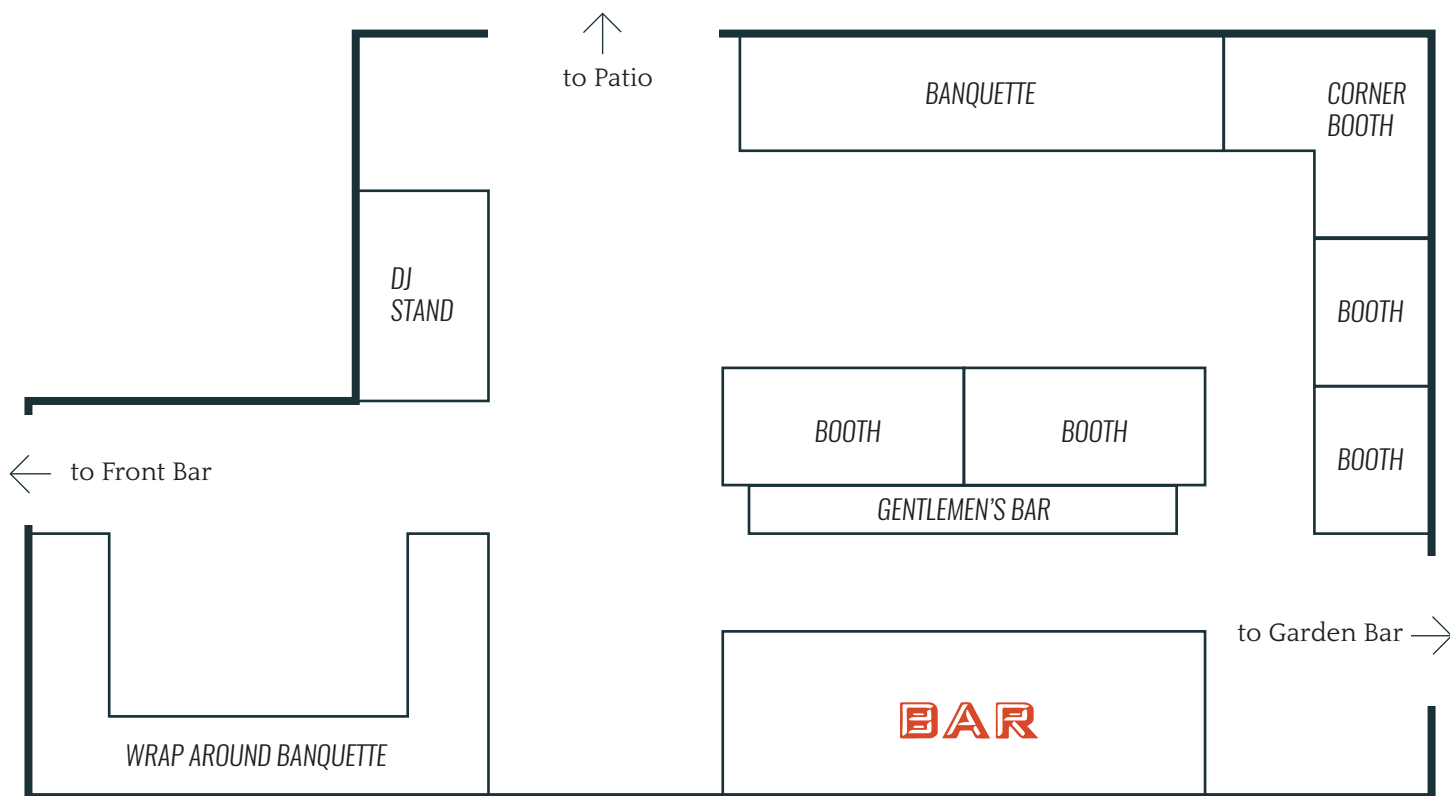 to Patio
BANQUETTE
CORNER
BOOTH
DJ
STAND
BOOTH
BOOTH
BOOTH
BOOTH
to Front Bar
GENTLEMEN'S BAR
to Garden Bar
BAR
WRAP AROUND BANQUETTE